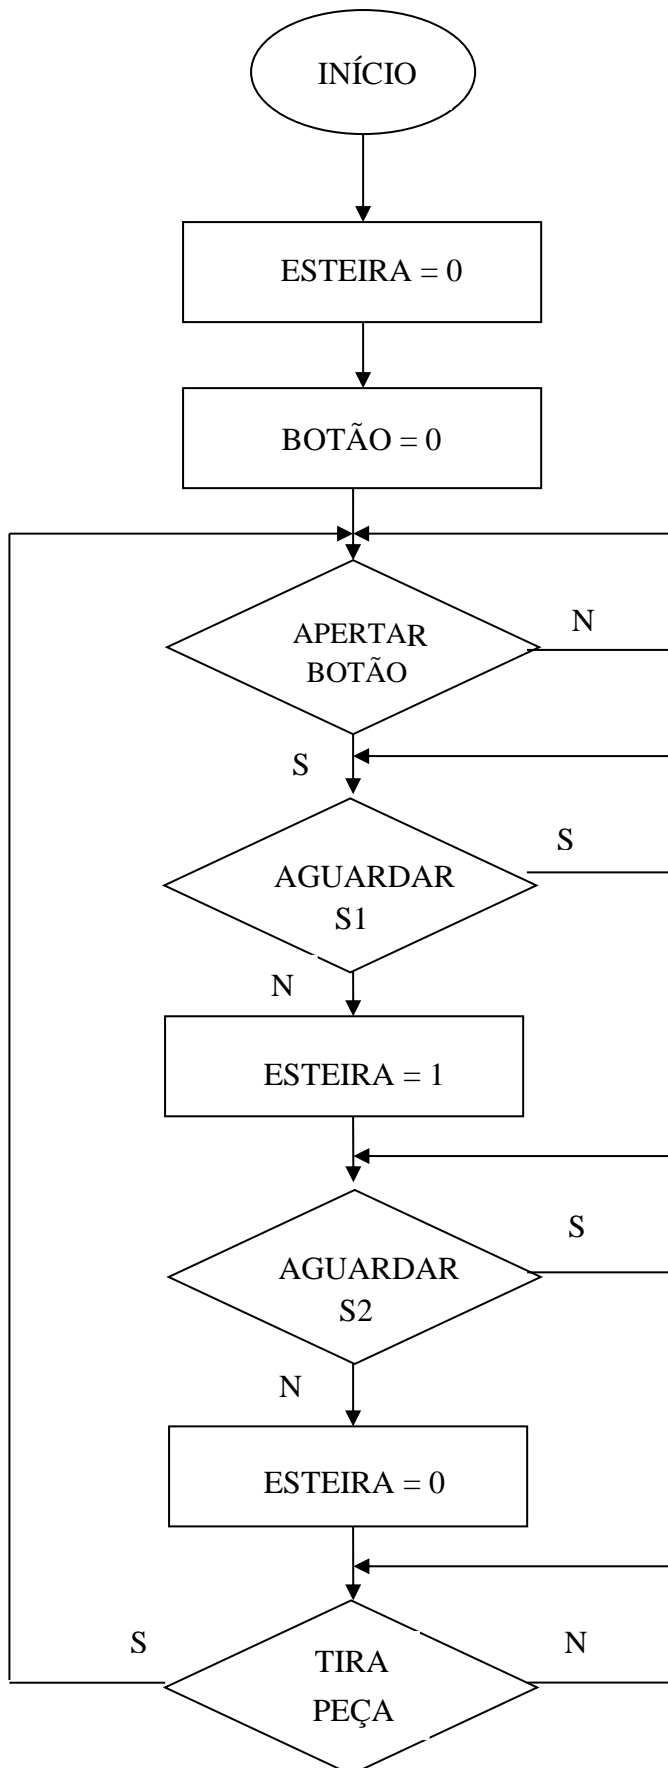 INÍCIO
ESTEIRA = 0
BOTÃO = 0
APERTAR
BOTÃO
N
S
AGUARDAR
S1
S
N
ESTEIRA = 1
AGUARDAR
S2
S
N
ESTEIRA = 0
S
TIRA
PEÇA
N